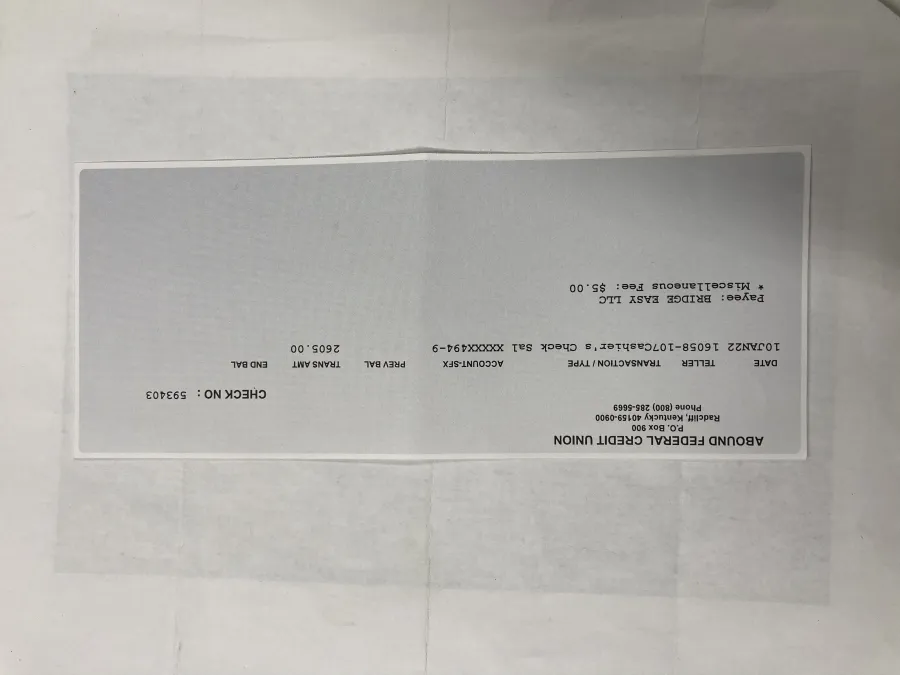 ABOUND FEDERAL CREDIT UNION
P.O. Box 900
Radcliff, Kentucky 40159-0900
Phone (800) 285-5669
CHECK NO : 593403
DATE TELLER TRANSACTION / TYPE ACCOUNT-SFX PREV BAL TRANS AMT END BAL
10JAN22 16058-107Cashier's Check Sal XXXXXX494-9 2605.00
Payee: BRIDGE EASY LLC
* Miscellaneous Fee: $5.00